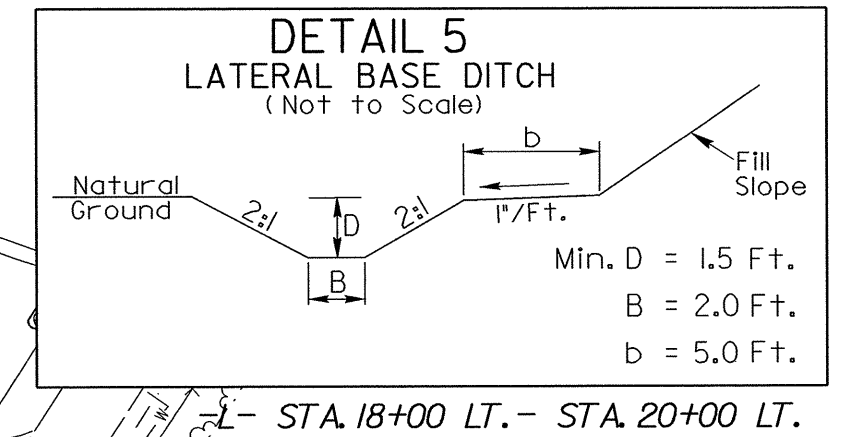 DETAIL 5
LATERAL BASE DITCH
(Not to Scale)
b
Fill
Slope
Natural
Ground
2:1
D
2:1
1"/Ft.
B
Min. D = 1.5 Ft.
B = 2.0 Ft.
b = 5.0 Ft.
-L- STA. 18+00 LT. - STA. 20+00 LT.